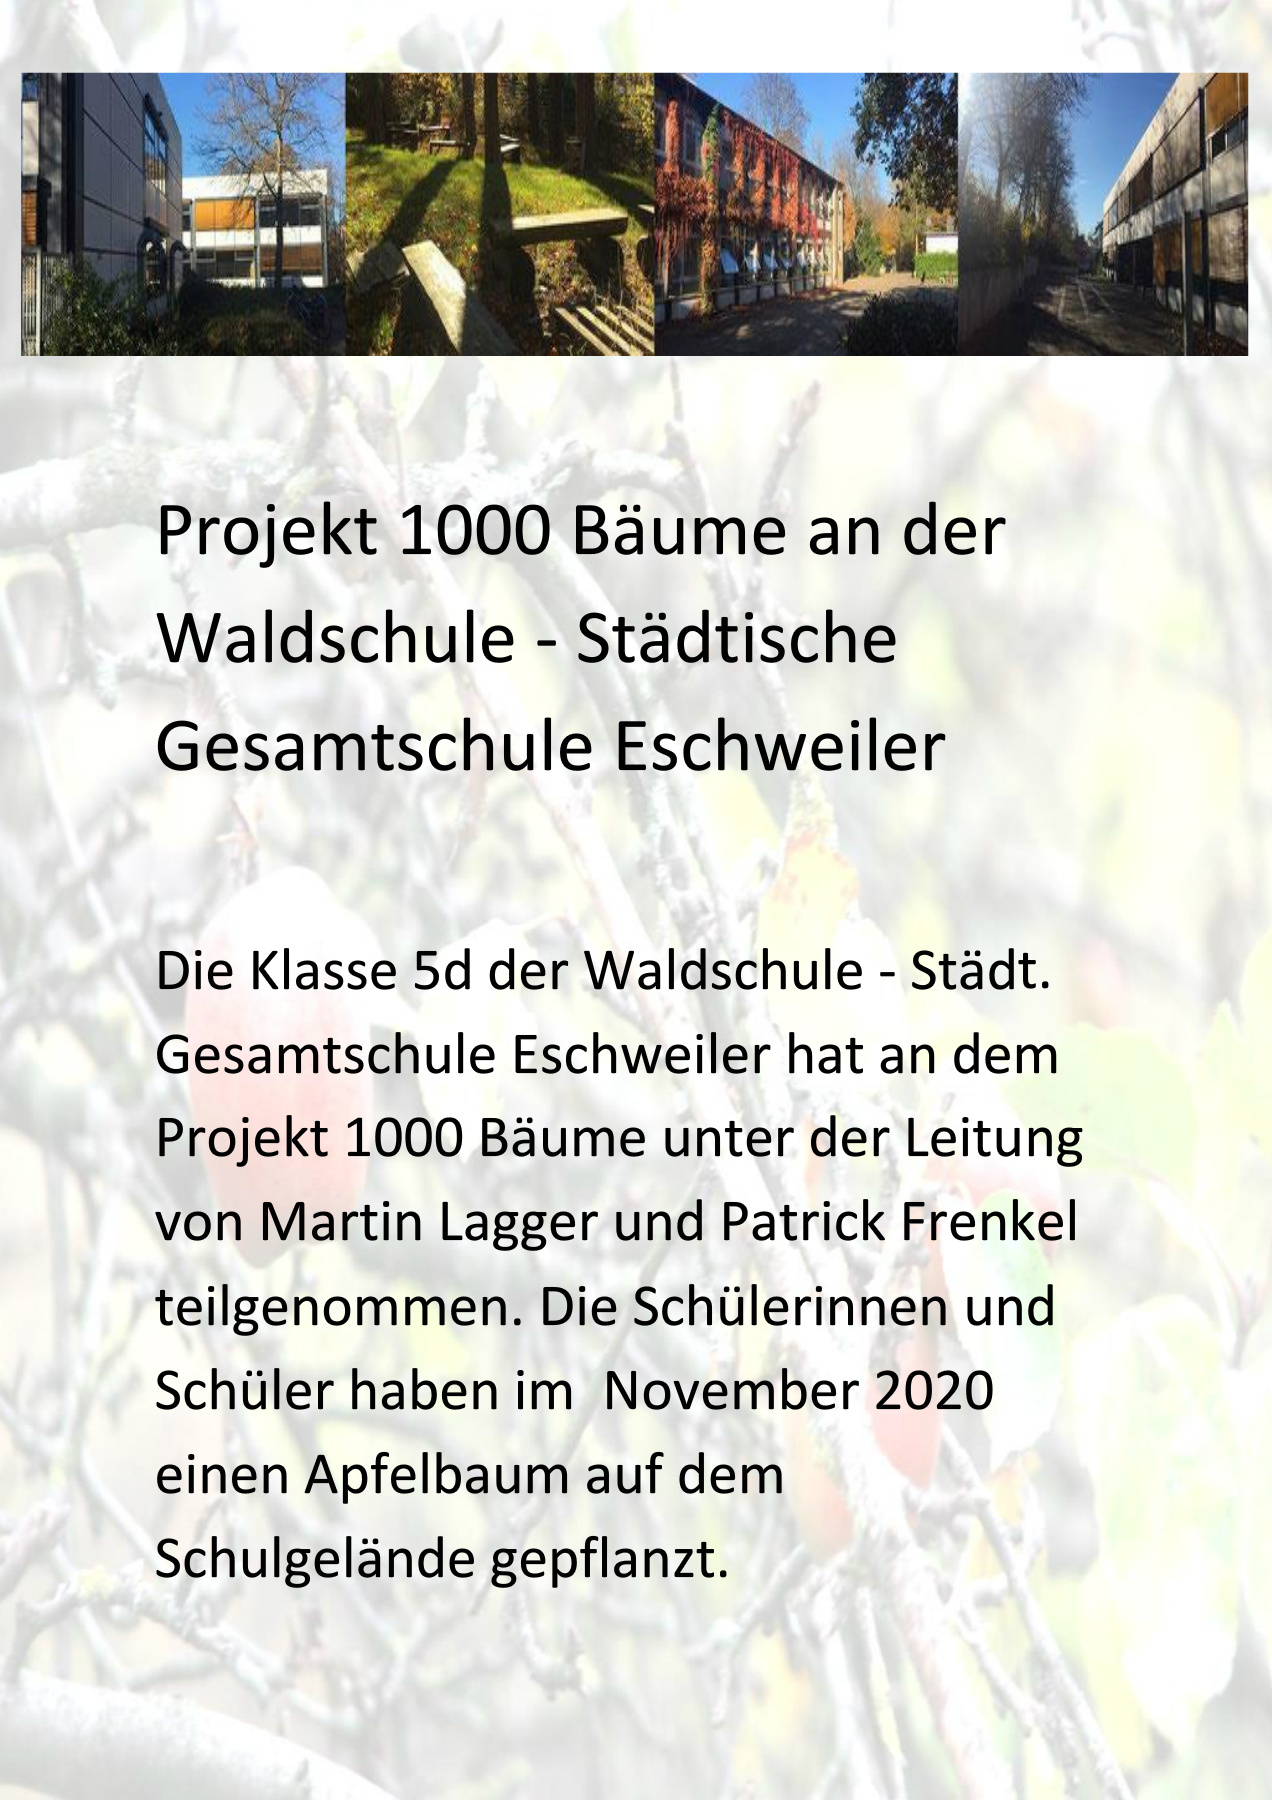 Projekt 1000 Bäume an der
Waldschule - Städtische
Gesamtschule Eschweiler
Die Klasse 5d der Waldschule - Städt.
Gesamtschule Eschweiler hat an dem
Projekt 1000 Bäume unter der Leitung
von Martin Lagger und Patrick Frenkel
teilgenommen. Die Schülerinnen und
Schüler haben im  November 2020
einen Apfelbaum auf dem
Schulgelände gepflanzt.